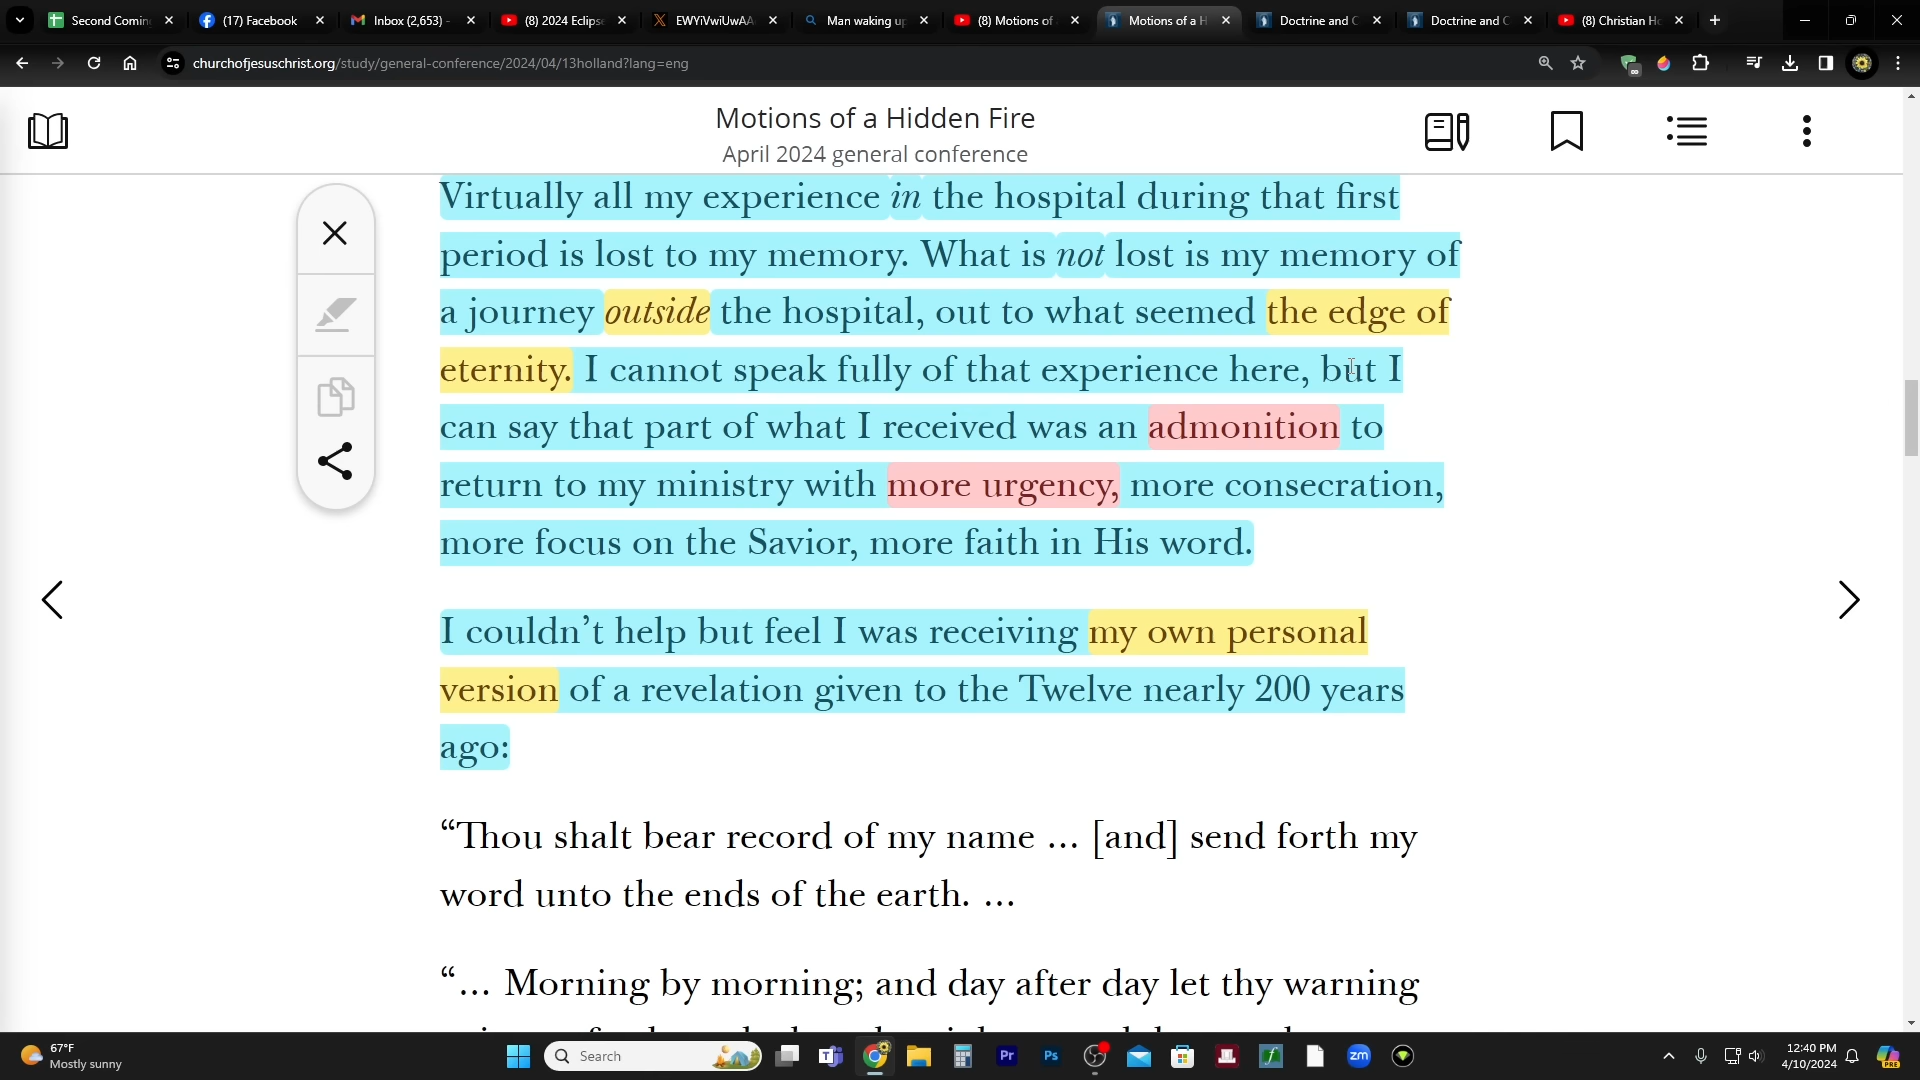 Second Comin
(17) Facebook
Inbox (2,653) -
(8) 2024 Eclips
EWYiVwiUwAA
Man waking up
(8) Motions of
Motions of a H
Doctrine and C
Doctrine and C
(8) Christian Ho
churchofjesuschrist.org/study/general-conference/2024/04/13holland?lang=eng
Motions of a Hidden Fire
April 2024 general conference
Virtually all my experience in the hospital during that first
period is lost to my memory. What is not lost is my memory of
a journey outside the hospital, out to what seemed the edge of
eternity. I cannot speak fully of that experience here, but I
can say that part of what I received was an admonition to
return to my ministry with more urgency, more consecration,
more focus on the Savior, more faith in His word.
I couldn’t help but feel I was receiving my own personal
version of a revelation given to the Twelve nearly 200 years
ago:
“Thou shalt bear record of my name … [and] send forth my
word unto the ends of the earth. …
“… Morning by morning; and day after day let thy warning
67°F
Mostly sunny
Search
Pr
Ps
zm
12:40 PM
4/10/2024
PRE